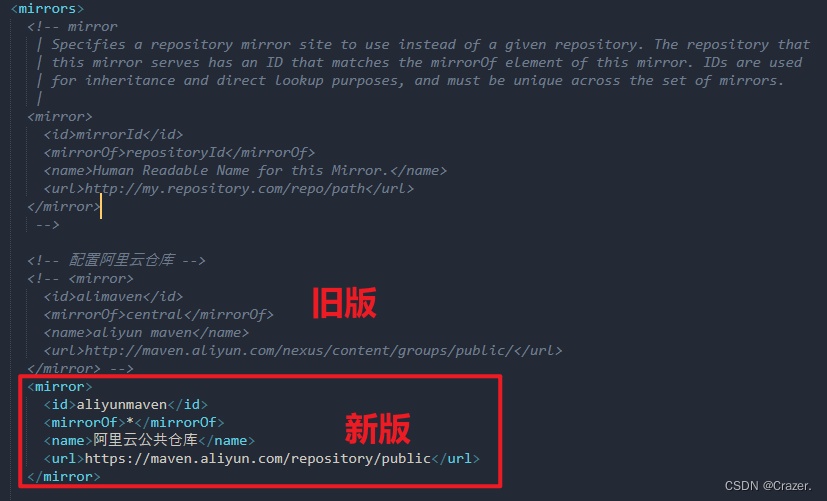 <mirrors>
<!-- mirror
| Specifies a repository mirror site to use instead of a given repository. The repository that
| this mirror serves has an ID that matches the mirrorOf element of this mirror. IDs are used
| for inheritance and direct lookup purposes, and must be unique across the set of mirrors.
|
<mirror>
<id>mirrorId</id>
<mirrorOf>repositoryId</mirrorOf>
<name>Human Readable Name for this Mirror.</name>
<url>http://my.repository.com/repo/path</url>
</mirror>
-->
<!-- 配置阿里云仓库 -->
<!-- <mirror>
<id>alimaven</id>
<mirrorOf>central</mirrorOf>
<name>aliyun maven</name>
<url>http://maven.aliyun.com/nexus/content/groups/public/</url>
</mirror> -->
旧版
<mirror>
<id>aliyunmaven</id>
<mirrorOf>*</mirrorOf>
<name>阿里云公共仓库</name>
<url>https://maven.aliyun.com/repository/public</url>
</mirror>
新版
CSDN @Crazer.